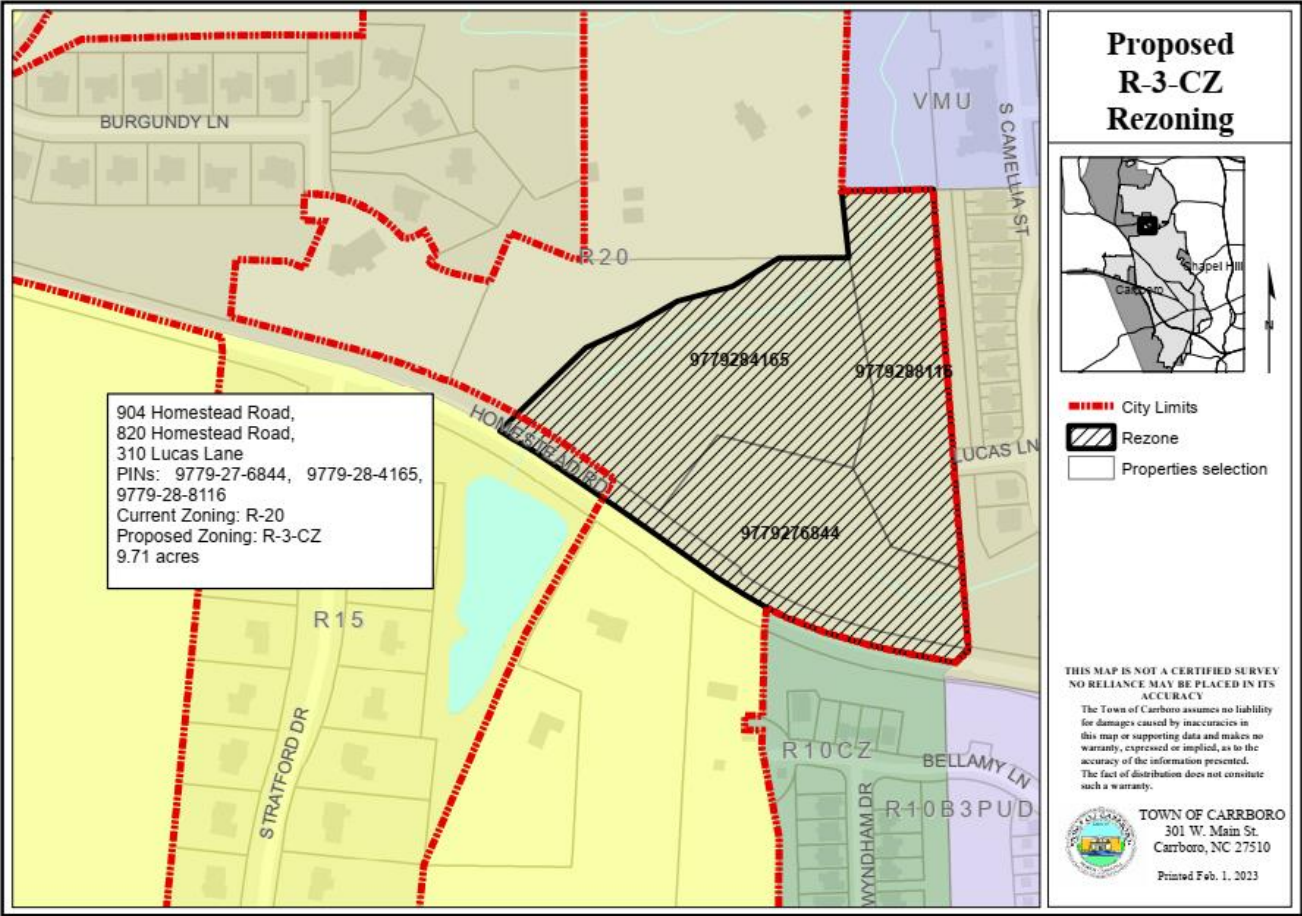 BURGUNDY LN
VMU
S CAMELLIA ST
R20
9779284165
9779288116
HOMESTEAD RD
LUCAS LN
904 Homestead Road,
820 Homestead Road,
310 Lucas Lane
PINs: 9779-27-6844, 9779-28-4165,
9779-28-8116
Current Zoning: R-20
Proposed Zoning: R-3-CZ
9.71 acres
9779276844
R15
STRATFORD DR
R10CZ
BELLAMY LN
R10B3PUD
WYNDHAM DR
Proposed
R-3-CZ
Rezoning
Chapel Hill
Carrboro
N
City Limits
Rezone
Properties selection
THIS MAP IS NOT A CERTIFIED SURVEY
NO RELIANCE MAY BE PLACED IN ITS
ACCURACY
The Town of Carrboro assumes no liablility
for damages caused by inaccuracies in
this map or supporting data and makes no
warranty, expressed or implied, as to the
accuracy of the information presented.
The fact of distribution does not consitute
such a warranty.
TOWN OF CARRBORO
301 W. Main St.
Carrboro, NC 27510
Printed Feb. 1, 2023